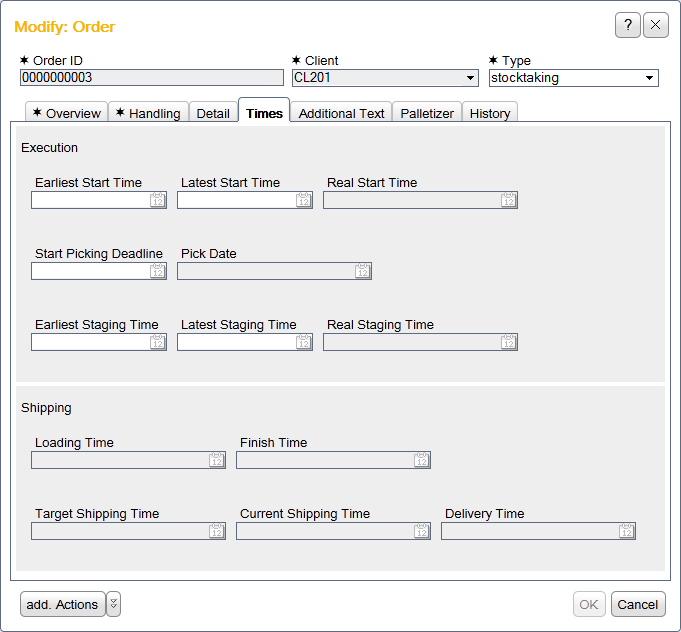 Modify: Order
?
✶ Order ID ✶ Client ✶ Type
0000000003 CL201 stocktaking
✶ Overview ✶ Handling Detail Times Additional Text Palletizer History
Execution
Earliest Start Time Latest Start Time Real Start Time
12 12 12
Start Picking Deadline Pick Date
12 12
Earliest Staging Time Latest Staging Time Real Staging Time
12 12 12
Shipping
Loading Time Finish Time
12 12
Target Shipping Time Current Shipping Time Delivery Time
12 12 12
add. Actions OK Cancel